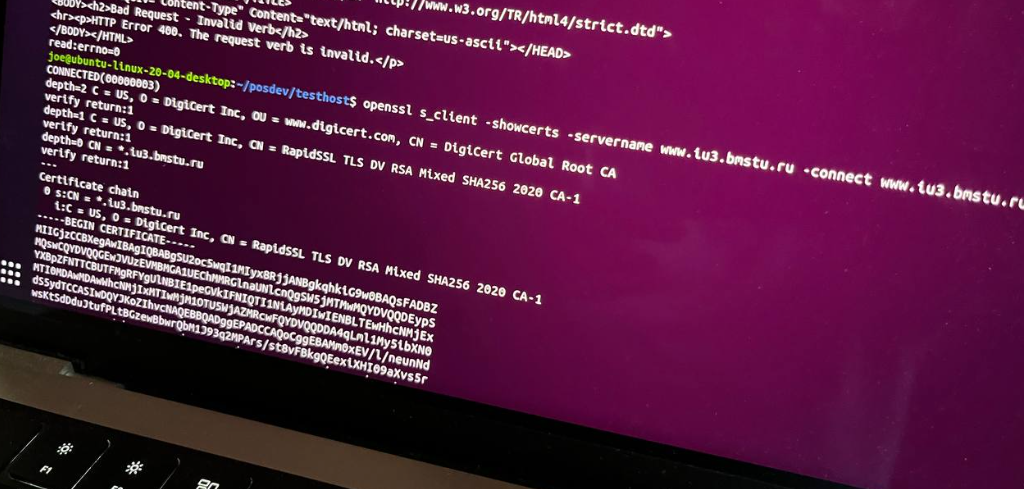 "http://www.w3.org/TR/html4/strict.dtd">
Content-Type" Content="text/html; charset=us-ascii"></HEAD>
<BODY><h2>Bad Request - Invalid Verb</h2>
<hr><p>HTTP Error 400. The request verb is invalid.</p>
</BODY></HTML>
read:errno=0
joe@ubuntu-linux-20-04-desktop:~/posdev/testhost$ openssl s_client -showcerts -servername www.iu3.bmstu.ru -connect www.iu3.bmstu.ru
CONNECTED(00000003)
depth=2 C = US, O = DigiCert Inc, OU = www.digicert.com, CN = DigiCert Global Root CA
verify return:1
depth=1 C = US, O = DigiCert Inc, CN = RapidSSL TLS DV RSA Mixed SHA256 2020 CA-1
verify return:1
depth=0 CN = *.iu3.bmstu.ru
verify return:1
---
Certificate chain
0 s:CN = *.iu3.bmstu.ru
i:C = US, O = DigiCert Inc, CN = RapidSSL TLS DV RSA Mixed SHA256 2020 CA-1
-----BEGIN CERTIFICATE-----
MIIGjzCCBXegAwIBAgIQBABgSU2oc5wqI1MIyxBRjjANBgkqhkiG9w0BAQsFADBZ
MQswCQYDVQQGEwJVUzEVMBMGA1UEChMMRGlnaUNlcnQgSW5jMTMwMQYDVQQDEypS
YXBpZFNTTCBUTFMgRFYgUlNBIE1peGVkIFNIQTI1NiAyMDIwIENBLTEwHhcNMjEx
MTI0MDAwMDAwWhcNMjIxMTIwMjM1OTU5WjAZMRcwFQYDVQQDDA4qLml1My5ibXN0
dS5ydTCCASIwDQYJKoZIhvcNAQEBBQADggEPADCCAQoCggEBAMm0xEV/l/neunNd
wsKtSdDduJtufPLtBGzewBbwrQbM1J93q2MPArs/stBvFBkgQEexiXHI09aXvs5r
F1